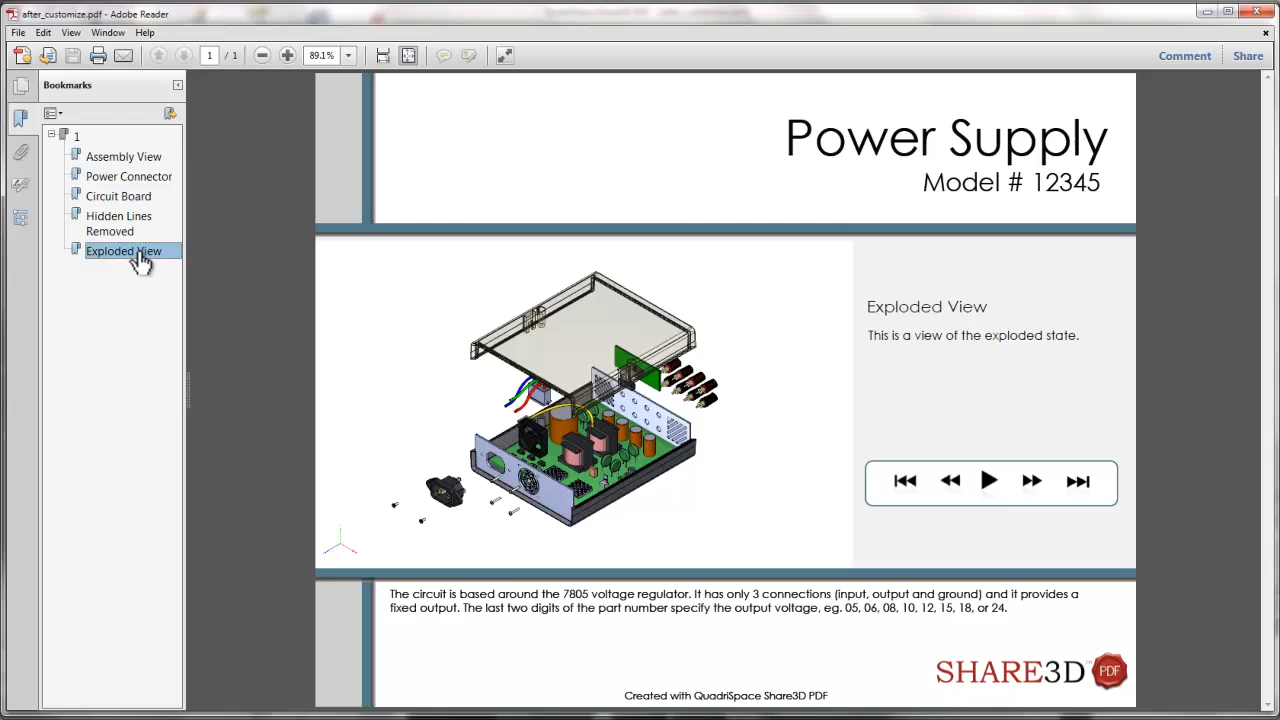 after_customize.pdf - Adobe Reader
File Edit View Window Help
1 / 1 89.1% Comment Share
Bookmarks
1
Assembly View
Power Connector
Circuit Board
Hidden Lines
Removed
Exploded View
Power Supply
Model # 12345
Exploded View
This is a view of the exploded state.
The circuit is based around the 7805 voltage regulator. It has only 3 connections (input, output and ground) and it provides a
fixed output. The last two digits of the part number specify the output voltage, eg. 05, 06, 08, 10, 12, 15, 18, or 24.
SHARE3D PDF
Created with QuadriSpace Share3D PDF